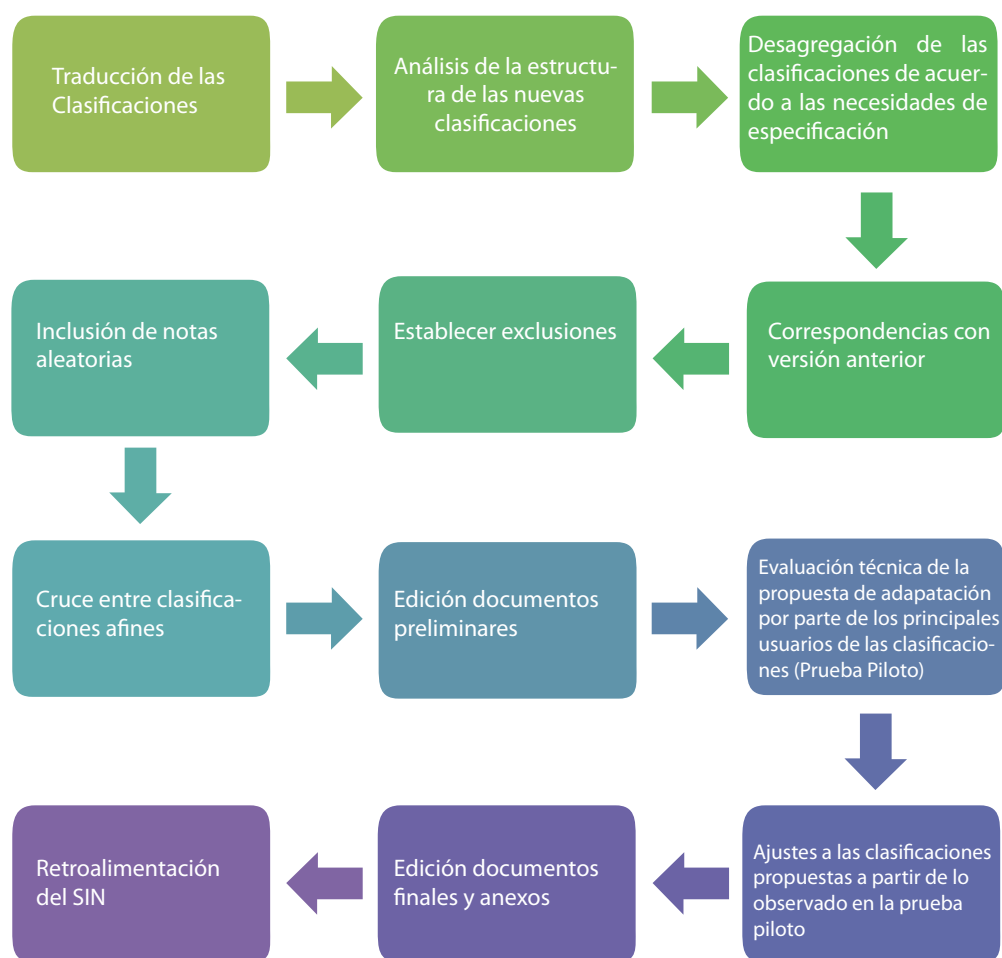 Traducción de las
Clasificaciones
Análisis de la estructu-
ra de las nuevas
clasificaciones
Desagregación de las
clasificaciones de acuer-
do a las necesidades de
especificación
Correspondencias con
versión anterior
Establecer exclusiones
Inclusión de notas
aleatorias
Cruce entre clasifica-
ciones afines
Edición documentos
preliminares
Evaluación técnica de la
propuesta de adapatación
por parte de los principales
usuarios de las clasificacio-
nes (Prueba Piloto)
Ajustes a las clasificaciones
propuestas a partir de lo
observado en la prueba
piloto
Edición documentos
finales y anexos
Retroalimentación
del SIN